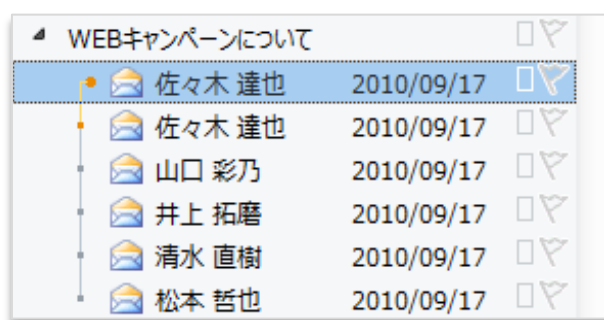 WEBキャンペーンについて
佐々木 達也 2010/09/17
佐々木 達也 2010/09/17
山口 彩乃 2010/09/17
井上 拓磨 2010/09/17
清水 直樹 2010/09/17
松本 哲也 2010/09/17